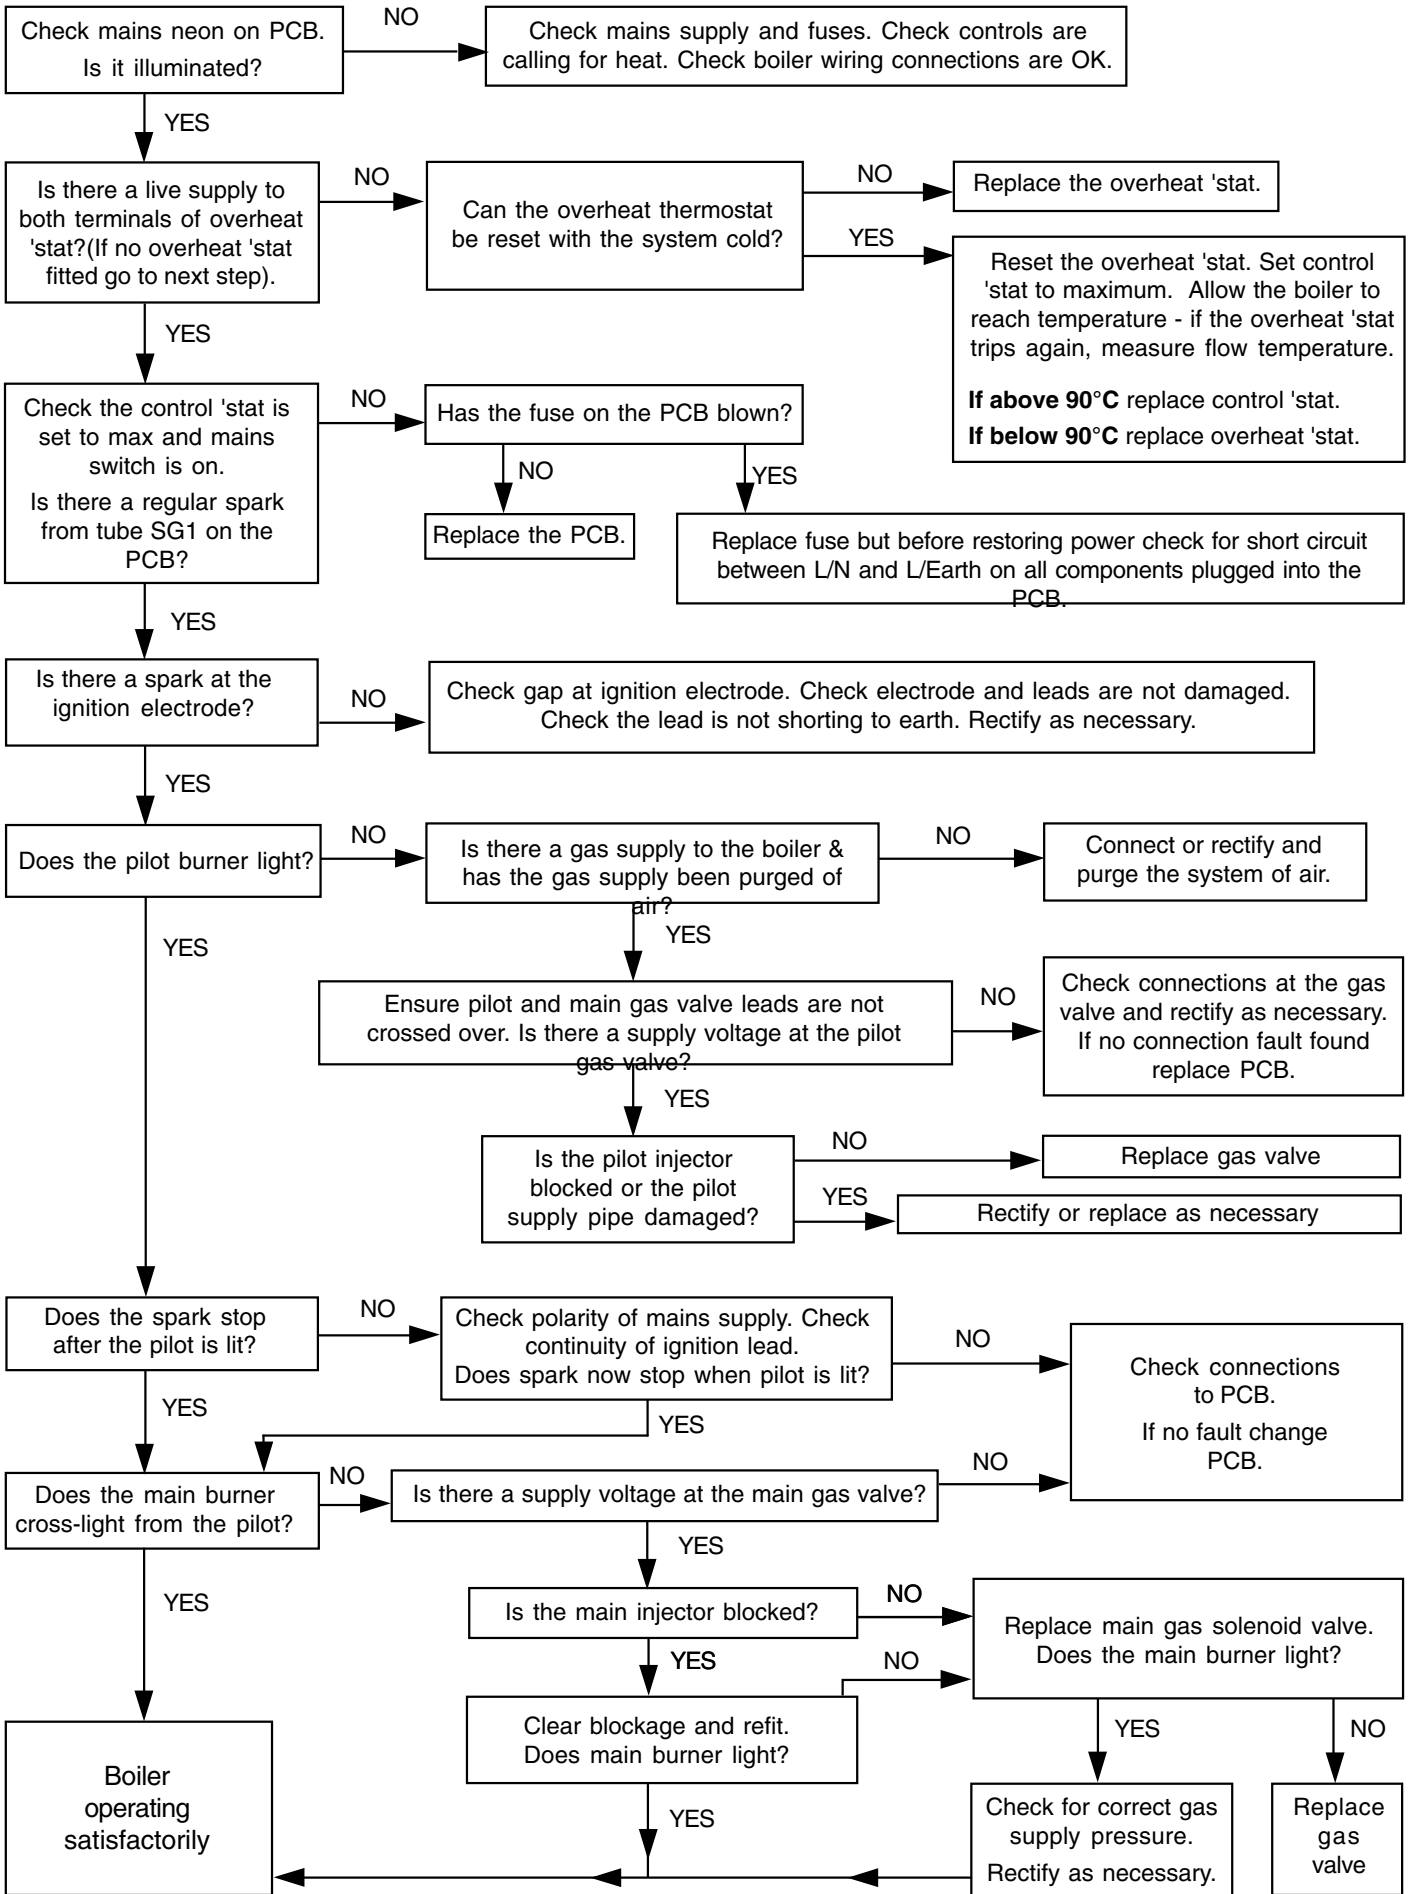 Check mains neon on PCB.
Is it illuminated?
NO
Check mains supply and fuses. Check controls are
calling for heat. Check boiler wiring connections are OK.
YES
Is there a live supply to
both terminals of overheat
'stat?(If no overheat 'stat
fitted go to next step).
NO
Can the overheat thermostat
be reset with the system cold?
NO
Replace the overheat 'stat.
YES
Reset the overheat 'stat. Set control
'stat to maximum. Allow the boiler to
reach temperature - if the overheat 'stat
trips again, measure flow temperature.
If above 90°C replace control 'stat.
If below 90°C replace overheat 'stat.
YES
Check the control 'stat is
set to max and mains
switch is on.
Is there a regular spark
from tube SG1 on the
PCB?
NO
Has the fuse on the PCB blown?
NO
YES
Replace the PCB.
Replace fuse but before restoring power check for short circuit
between L/N and L/Earth on all components plugged into the
PCB.
YES
Is there a spark at the
ignition electrode?
NO
Check gap at ignition electrode. Check electrode and leads are not damaged.
Check the lead is not shorting to earth. Rectify as necessary.
YES
Does the pilot burner light?
NO
Is there a gas supply to the boiler &
has the gas supply been purged of
air?
NO
Connect or rectify and
purge the system of air.
YES
YES
Ensure pilot and main gas valve leads are not
crossed over. Is there a supply voltage at the pilot
gas valve?
NO
Check connections at the gas
valve and rectify as necessary.
If no connection fault found
replace PCB.
YES
Is the pilot injector
blocked or the pilot
supply pipe damaged?
NO
Replace gas valve
YES
Rectify or replace as necessary
Does the spark stop
after the pilot is lit?
NO
Check polarity of mains supply. Check
continuity of ignition lead.
Does spark now stop when pilot is lit?
NO
Check connections
to PCB.
If no fault change
PCB.
YES
YES
Does the main burner
cross-light from the pilot?
NO
Is there a supply voltage at the main gas valve?
NO
YES
YES
Is the main injector blocked?
NO
Replace main gas solenoid valve.
Does the main burner light?
YES
NO
Clear blockage and refit.
Does main burner light?
YES
NO
Boiler
operating
satisfactorily
YES
Check for correct gas
supply pressure.
Rectify as necessary.
Replace
gas
valve